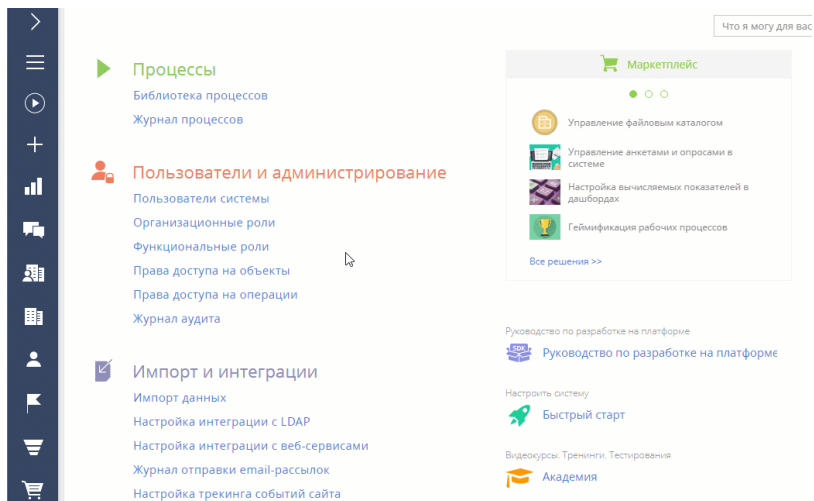 Что я могу для вас
Процессы
Библиотека процессов
Журнал процессов
Пользователи и администрирование
Пользователи системы
Организационные роли
Функциональные роли
Права доступа на объекты
Права доступа на операции
Журнал аудита
Импорт и интеграции
Импорт данных
Настройка интеграции с LDAP
Настройка интеграции с веб-сервисами
Журнал отправки email-рассылок
Настройка трекинга событий сайта
Маркетплейс
Управление файловым каталогом
Управление анкетами и опросами в
системе
Настройка вычисляемых показателей в
дашбордах
Геймификация рабочих процессов
Все решения >>
Руководство по разработке на платформе
SDK
Руководство по разработке на платформе
Настроить систему
Быстрый старт
Видеокурсы. Тренинги. Тестирования
Академия